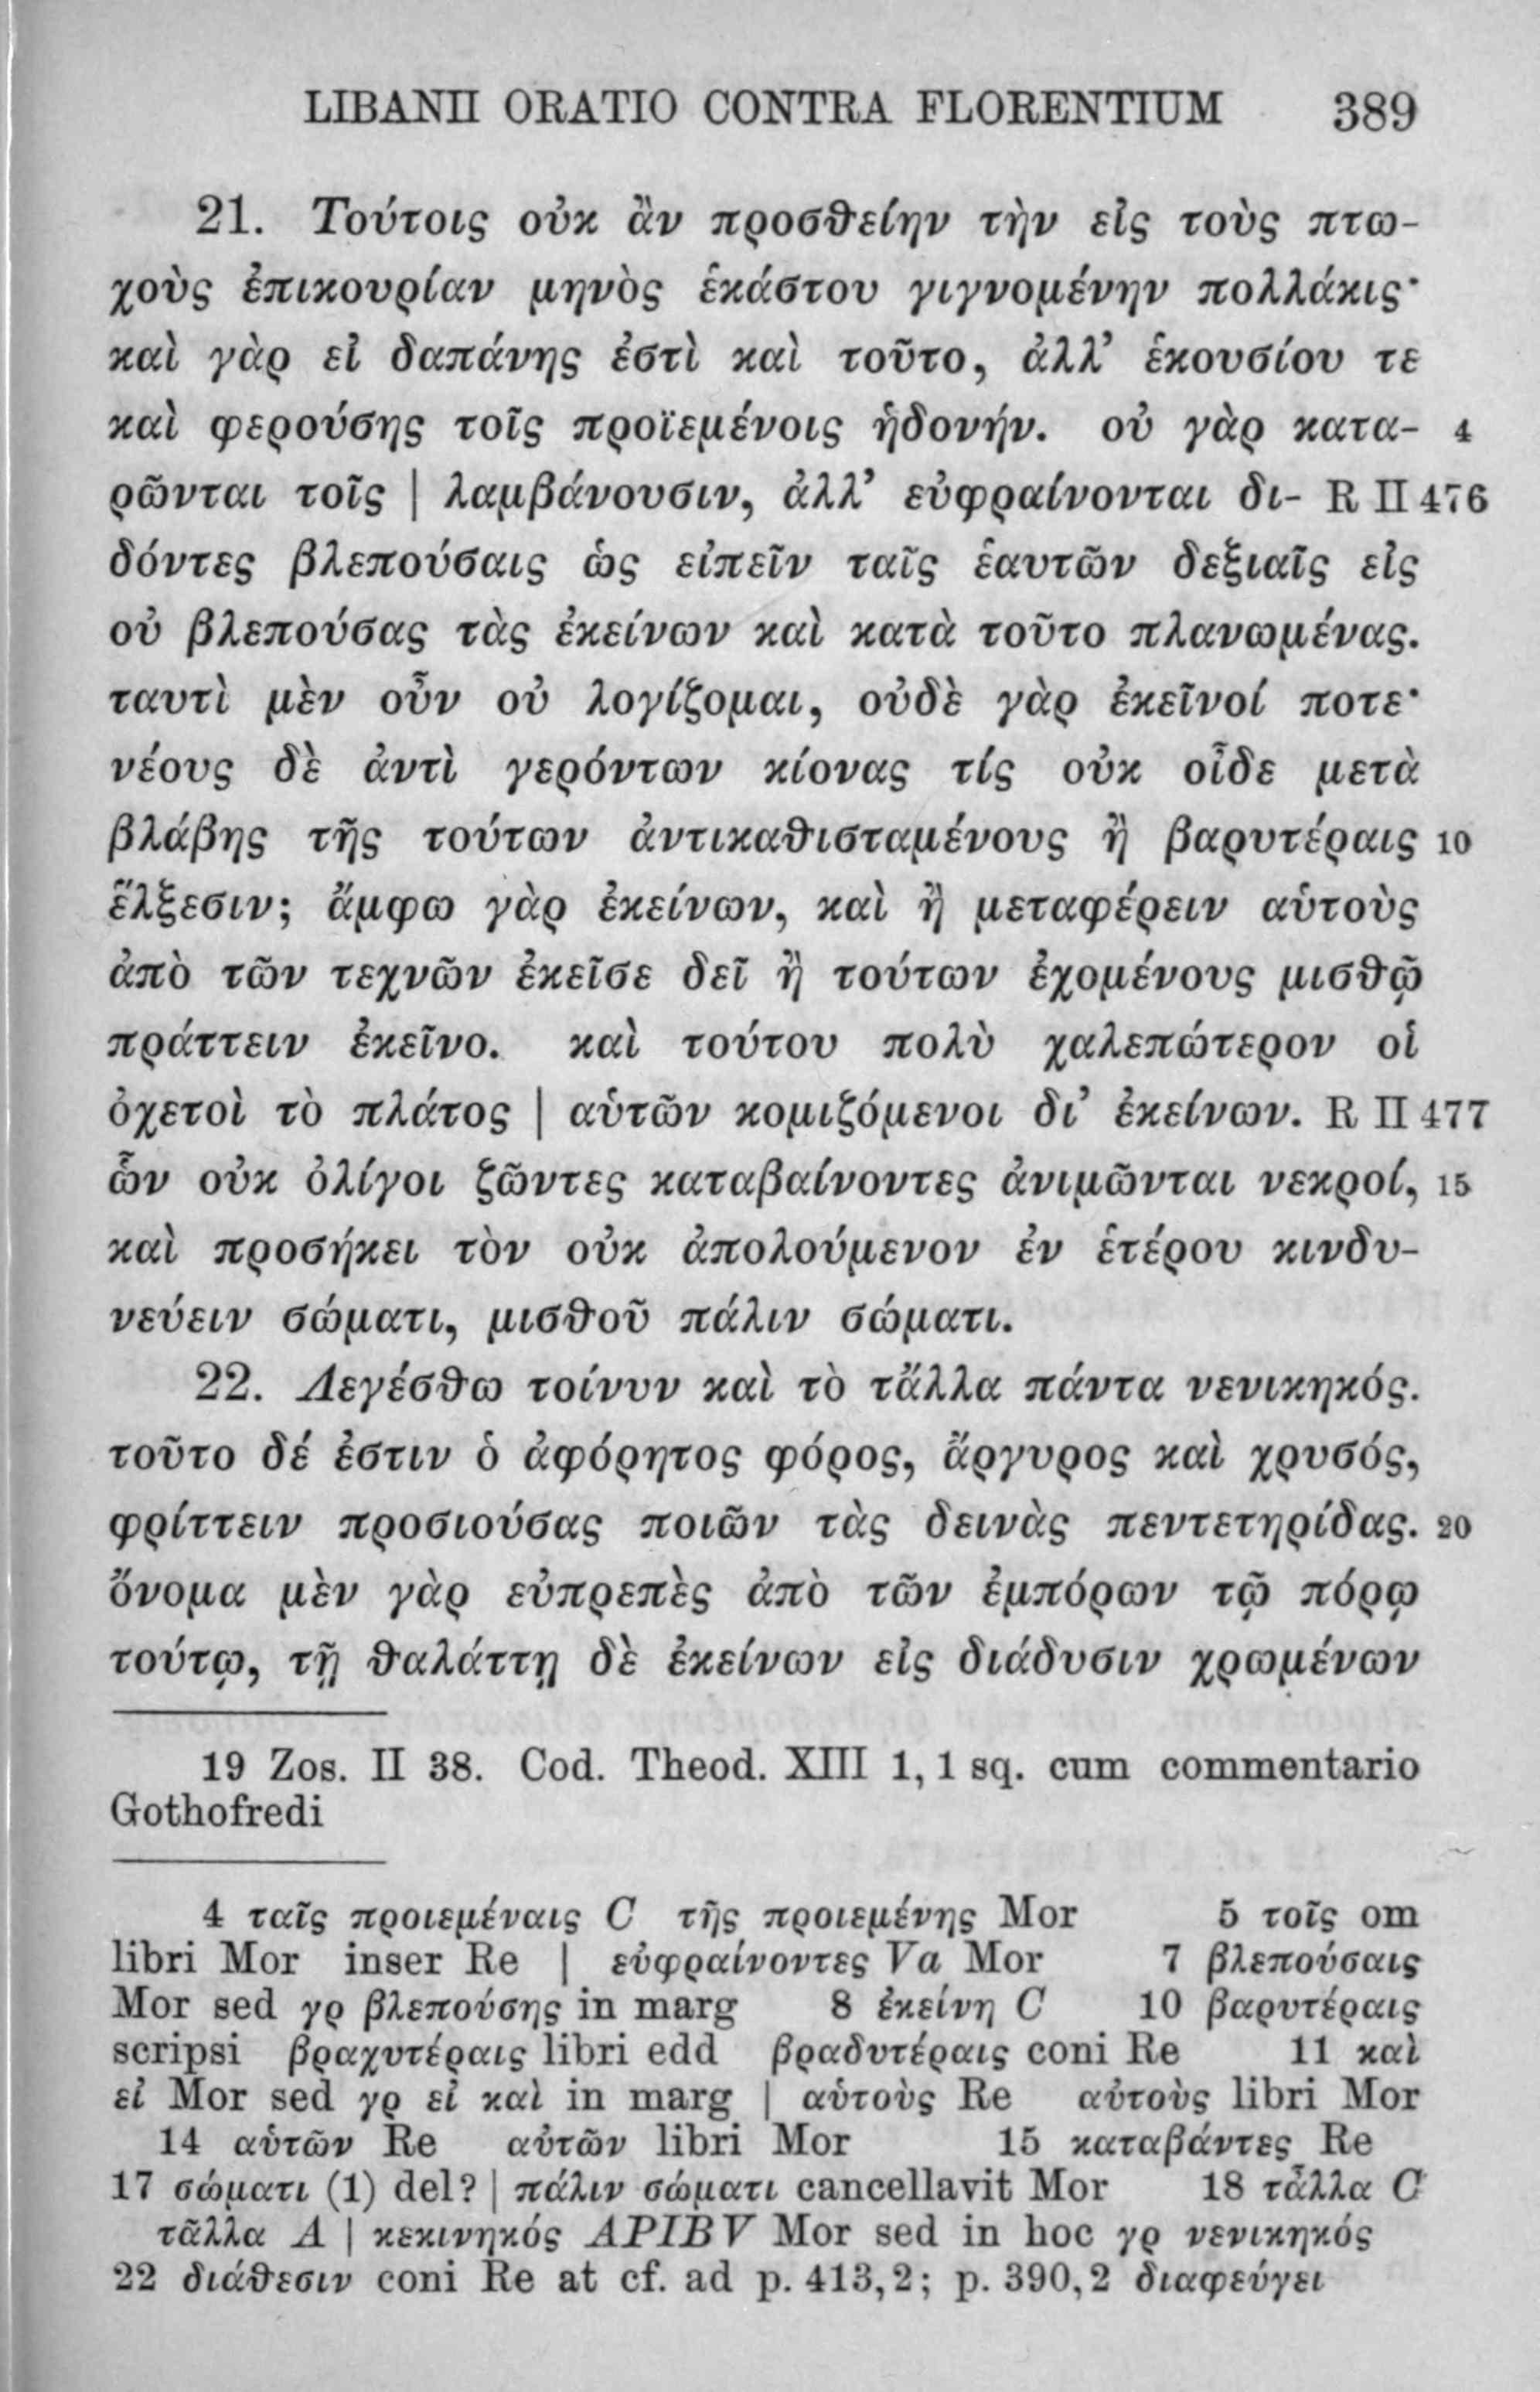 LIBANII ORATIO CONTRA FLORENTIUM 389
21. Τούτοις οὐκ ἂν προσθείην τὴν εἰς τοὺς πτω-
χοὺς ἐπικουρίαν μηνὸς ἑκάστου γιγνομένην πολλάκις·
καὶ γὰρ εἰ δαπάνης ἐστὶ καὶ τοῦτο, ἀλλ’ ἑκουσίου τε
καὶ φερούσης τοῖς προϊεμένοις ἡδονήν. οὐ γὰρ κατα- 4
ρῶνται τοῖς | λαμβάνουσιν, ἀλλ’ εὐφραίνονται δι- R II 476
δόντες βλεπούσαις ὡς εἰπεῖν ταῖς ἑαυτῶν δεξιαῖς εἰς
οὐ βλεπούσας τὰς ἐκείνων καὶ κατὰ τοῦτο πλανωμένας.
ταυτὶ μὲν οὖν οὐ λογίζομαι, οὐδὲ γὰρ ἐκεῖνοί ποτε·
νέους δὲ ἀντὶ γερόντων κίονας τίς οὐκ οἶδε μετὰ
βλάβης τῆς τούτων ἀντικαθισταμένους ἢ βαρυτέραις 10
ἕλξεσιν; ἄμφω γὰρ ἐκείνων, καὶ ἢ μεταφέρειν αὑτοὺς
ἀπὸ τῶν τεχνῶν ἐκεῖσε δεῖ ἢ τούτων ἐχομένους μισθῷ
πράττειν ἐκεῖνο. καὶ τούτου πολὺ χαλεπώτερον οἱ
ὀχετοὶ τὸ πλάτος | αὑτῶν κομιζόμενοι δι’ ἐκείνων. R II 477
ὧν οὐκ ὀλίγοι ζῶντες καταβαίνοντες ἀνιμῶνται νεκροί, 15
καὶ προσήκει τὸν οὐκ ἀπολούμενον ἐν ἑτέρου κινδυ-
νεύειν σώματι, μισθοῦ πάλιν σώματι.
22. Λεγέσθω τοίνυν καὶ τὸ τἄλλα πάντα νενικηκός.
τοῦτο δέ ἐστιν ὁ ἀφόρητος φόρος, ἄργυρος καὶ χρυσός,
φρίττειν προσιούσας ποιῶν τὰς δεινὰς πεντετηρίδας. 20
ὄνομα μὲν γὰρ εὐπρεπὲς ἀπὸ τῶν ἐμπόρων τῷ πόρῳ
τούτῳ, τῇ θαλάττῃ δὲ ἐκείνων εἰς διάδυσιν χρωμένων
19 Zos. II 38. Cod. Theod. XIII 1, 1 sq. cum commentario
Gothofredi
4 ταῖς προιεμέναις C τῆς προιεμένης Mor 5 τοῖς om
libri Mor inser Re | εὐφραίνοντες Va Mor 7 βλεπούσαις
Mor sed γρ βλεπούσης in marg 8 ἐκείνη C 10 βαρυτέραις
scripsi βραχυτέραις libri edd βραδυτέραις coni Re 11 καὶ
εἰ Mor sed γρ εἰ καὶ in marg | αὑτοὺς Re αὐτοὺς libri Mor
14 αὑτῶν Re αὐτῶν libri Mor 15 καταβάντες Re
17 σώματι (1) del? | πάλιν σώματι cancellavit Mor 18 τἆλλα C
τᾶλλα A | κεκινηκός APIBV Mor sed in hoc γρ νενικηκός
22 διάθεσιν coni Re at cf. ad p. 413,2; p. 390,2 διαφεύγει